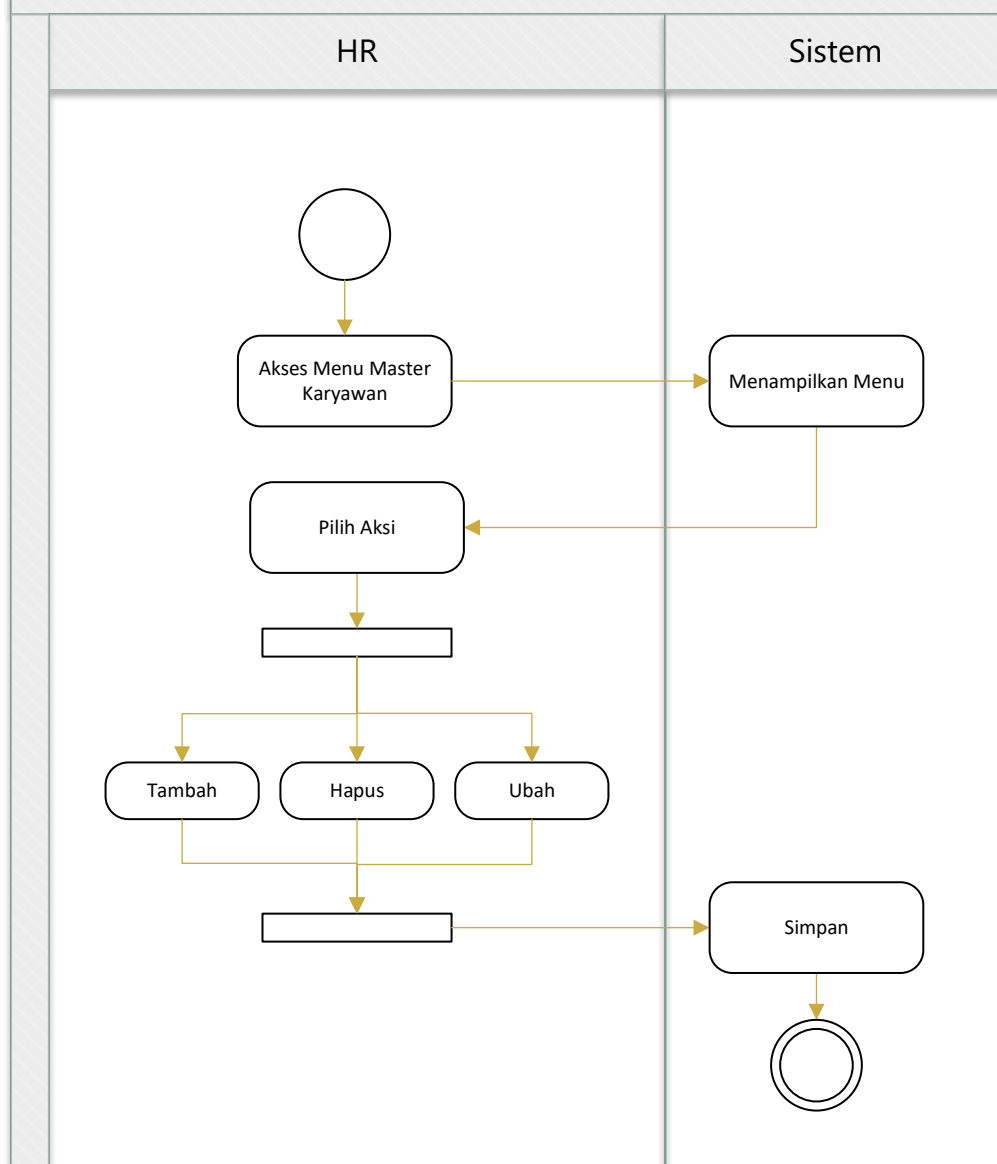 HR
Sistem
Akses Menu Master
Karyawan
Menampilkan Menu
Pilih Aksi
Tambah
Hapus
Ubah
Simpan